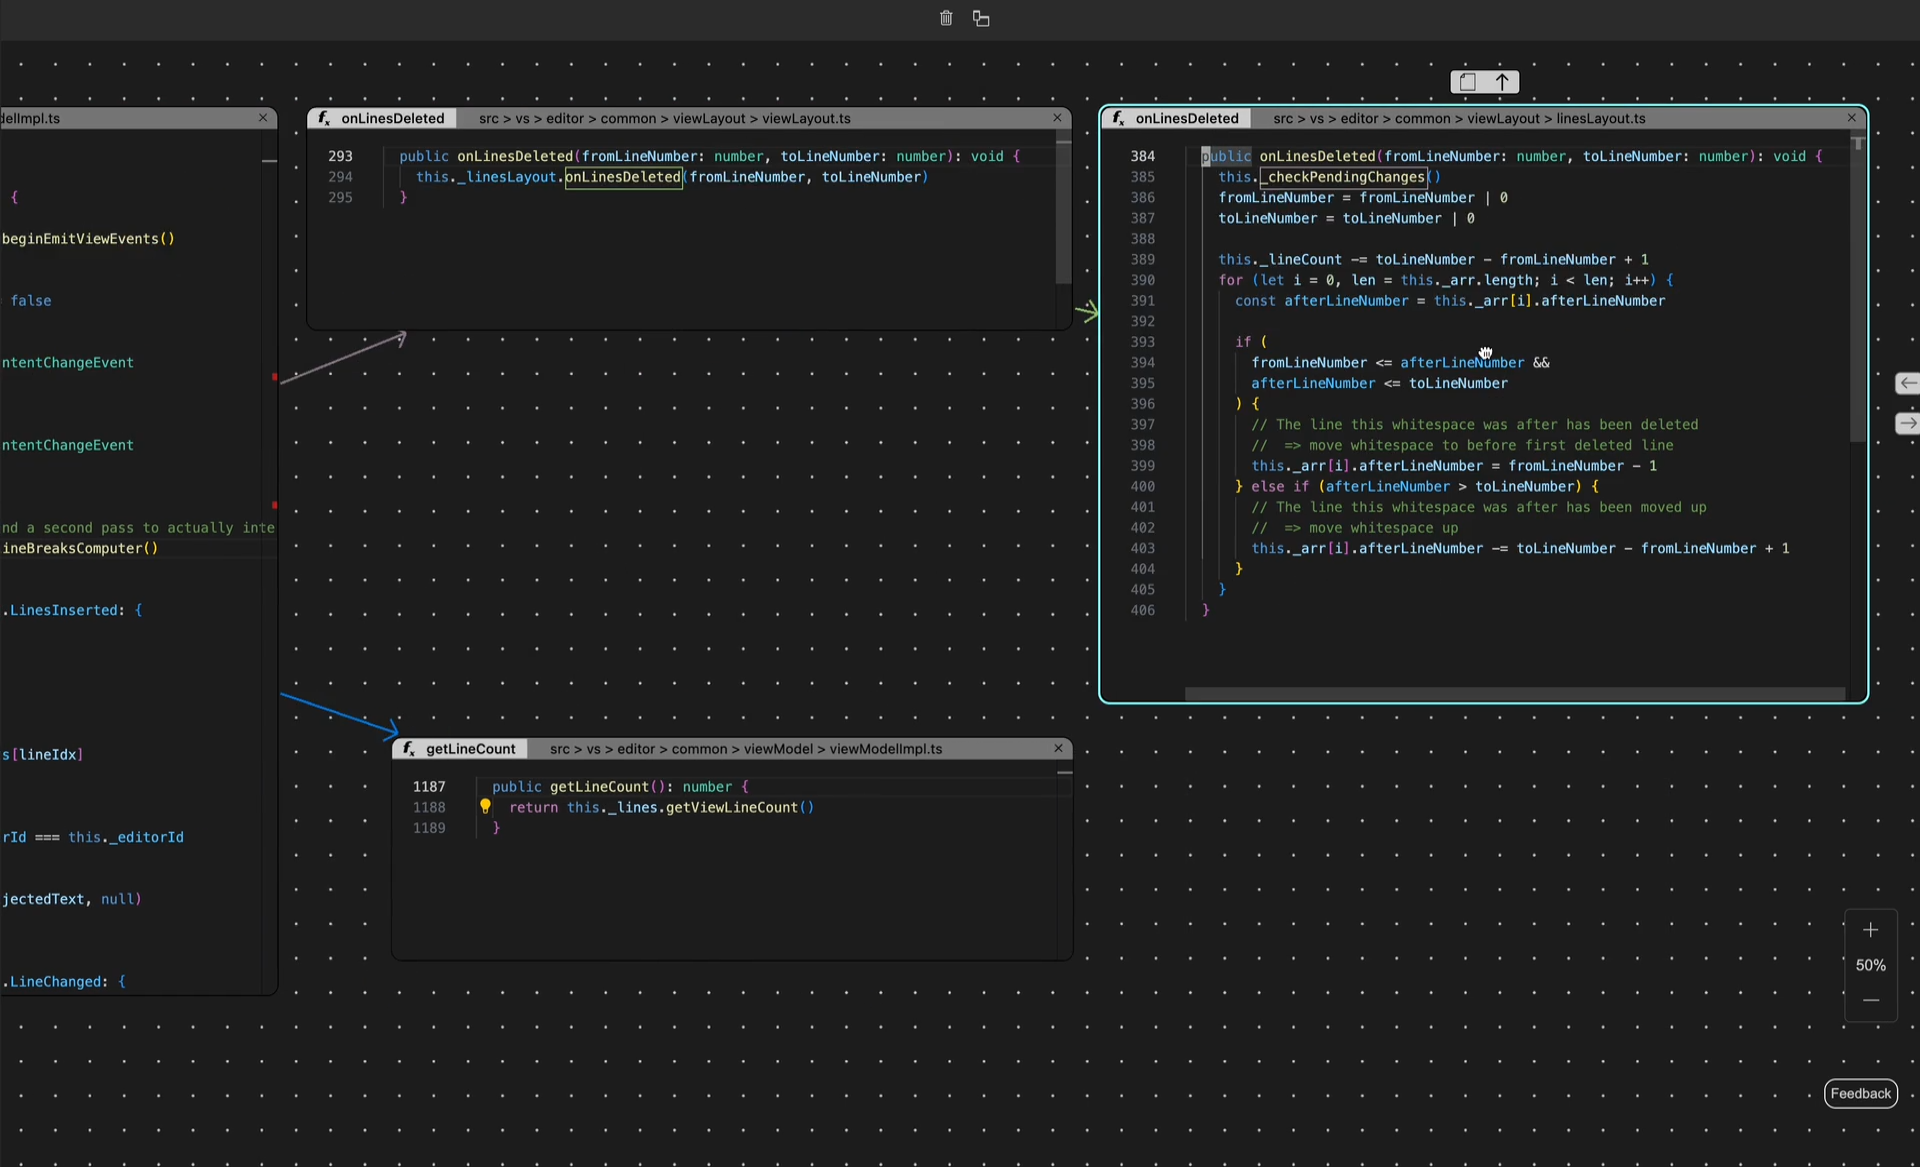 delImpl.ts
{
beginEmitViewEvents()
false
ntentChangeEvent
ntentChangeEvent
nd a second pass to actually inte
ineBreaksComputer()
.LinesInserted: {
s[lineIdx]
rId === this._editorId
jectedText, null)
.LineChanged: {
fx onLinesDeleted src > vs > editor > common > viewLayout > viewLayout.ts
293 public onLinesDeleted(fromLineNumber: number, toLineNumber: number): void {
294 this._linesLayout.onLinesDeleted(fromLineNumber, toLineNumber)
295 }
fx getLineCount src > vs > editor > common > viewModel > viewModelImpl.ts
1187 public getLineCount(): number {
1188 return this._lines.getViewLineCount()
1189 }
fx onLinesDeleted src > vs > editor > common > viewLayout > linesLayout.ts
384 public onLinesDeleted(fromLineNumber: number, toLineNumber: number): void {
385 this._checkPendingChanges()
386 fromLineNumber = fromLineNumber | 0
387 toLineNumber = toLineNumber | 0
388
389 this._lineCount -= toLineNumber - fromLineNumber + 1
390 for (let i = 0, len = this._arr.length; i < len; i++) {
391 const afterLineNumber = this._arr[i].afterLineNumber
392
393 if (
394 fromLineNumber <= afterLineNumber &&
395 afterLineNumber <= toLineNumber
396 ) {
397 // The line this whitespace was after has been deleted
398 // => move whitespace to before first deleted line
399 this._arr[i].afterLineNumber = fromLineNumber - 1
400 } else if (afterLineNumber > toLineNumber) {
401 // The line this whitespace was after has been moved up
402 // => move whitespace up
403 this._arr[i].afterLineNumber -= toLineNumber - fromLineNumber + 1
404 }
405 }
406 }
50%
Feedback